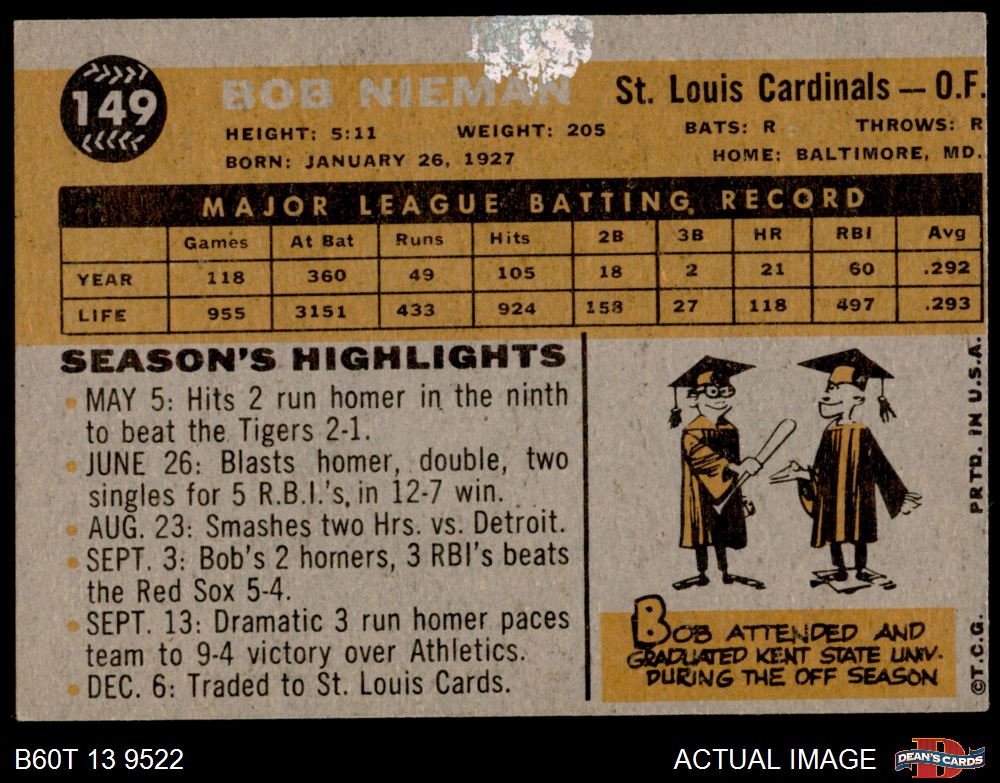 149
BOB NIEMAN
St. Louis Cardinals — O.F.
HEIGHT: 5:11 WEIGHT: 205 BATS: R THROWS: R
BORN: JANUARY 26, 1927 HOME: BALTIMORE, MD.
MAJOR LEAGUE BATTING RECORD
Games At Bat Runs Hits 2B 3B HR RBI Avg
YEAR 118 360 49 105 18 2 21 60 .292
LIFE 955 3151 433 924 158 27 118 497 .293
SEASON'S HIGHLIGHTS
MAY 5: Hits 2 run homer in the ninth
to beat the Tigers 2-1.
JUNE 26: Blasts homer, double, two
singles for 5 R.B.I.'s, in 12-7 win.
AUG. 23: Smashes two Hrs. vs. Detroit.
SEPT. 3: Bob's 2 homers, 3 RBI's beats
the Red Sox 5-4.
SEPT. 13: Dramatic 3 run homer paces
team to 9-4 victory over Athletics.
DEC. 6: Traded to St. Louis Cards.
BOB ATTENDED AND
GRADUATED KENT STATE UNIV.
DURING THE OFF SEASON
©T.C.G. PRTD. IN U.S.A.
B60T 13 9522
ACTUAL IMAGE
D
DEAN'S CARDS